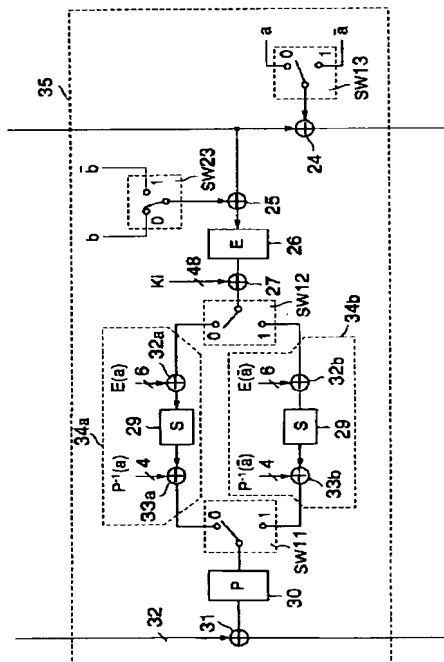 35
a
0
1
ā
SW13
24
b̄
b
1
0
SW23
25
E
26
Ki
48
27
SW12
0
1
34a
E(a)
6
32a
S
29
P⁻¹(a)
4
33a
34b
E(ā)
6
32b
S
29
P⁻¹(ā)
4
33b
0
1
SW11
P
30
32
31